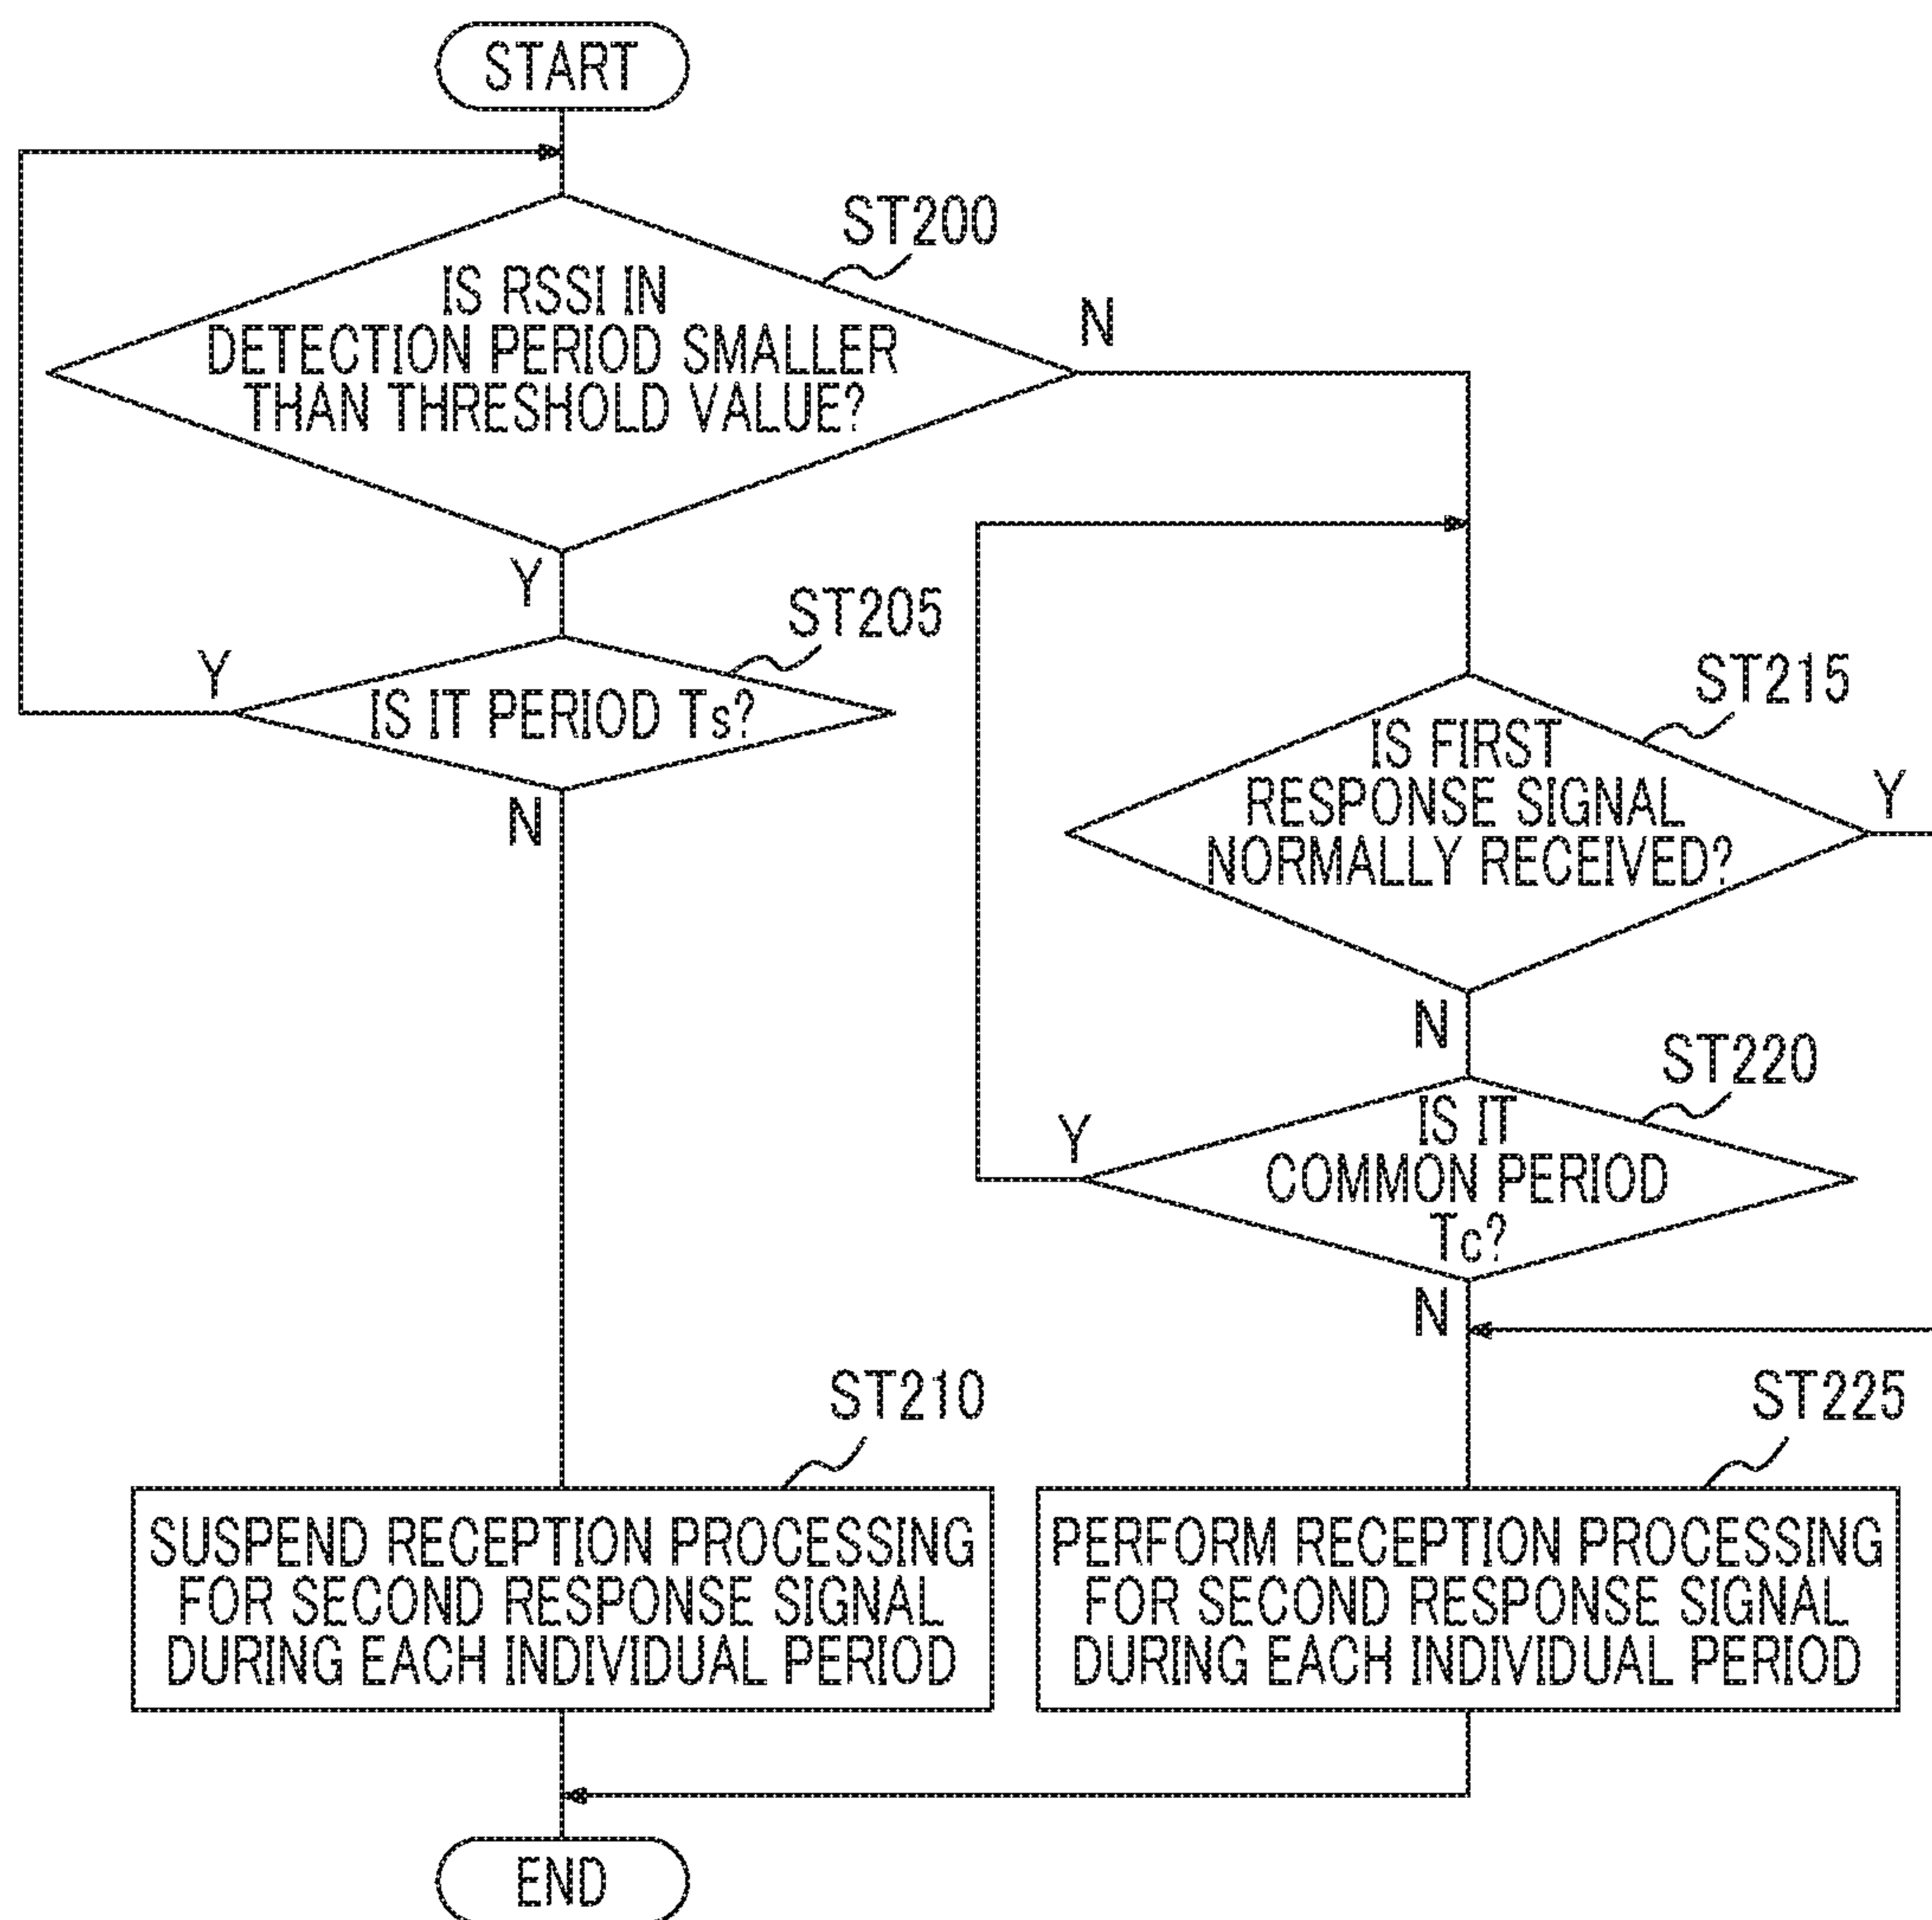 START
ST200
IS RSSI IN
DETECTION PERIOD SMALLER
THAN THRESHOLD VALUE?
N
Y
ST205
Y
IS IT PERIOD Ts?
N
ST215
IS FIRST
RESPONSE SIGNAL
NORMALLY RECEIVED?
Y
N
ST220
IS IT
COMMON PERIOD
Tc?
Y
N
ST210
SUSPEND RECEPTION PROCESSING
FOR SECOND RESPONSE SIGNAL
DURING EACH INDIVIDUAL PERIOD
ST225
PERFORM RECEPTION PROCESSING
FOR SECOND RESPONSE SIGNAL
DURING EACH INDIVIDUAL PERIOD
END